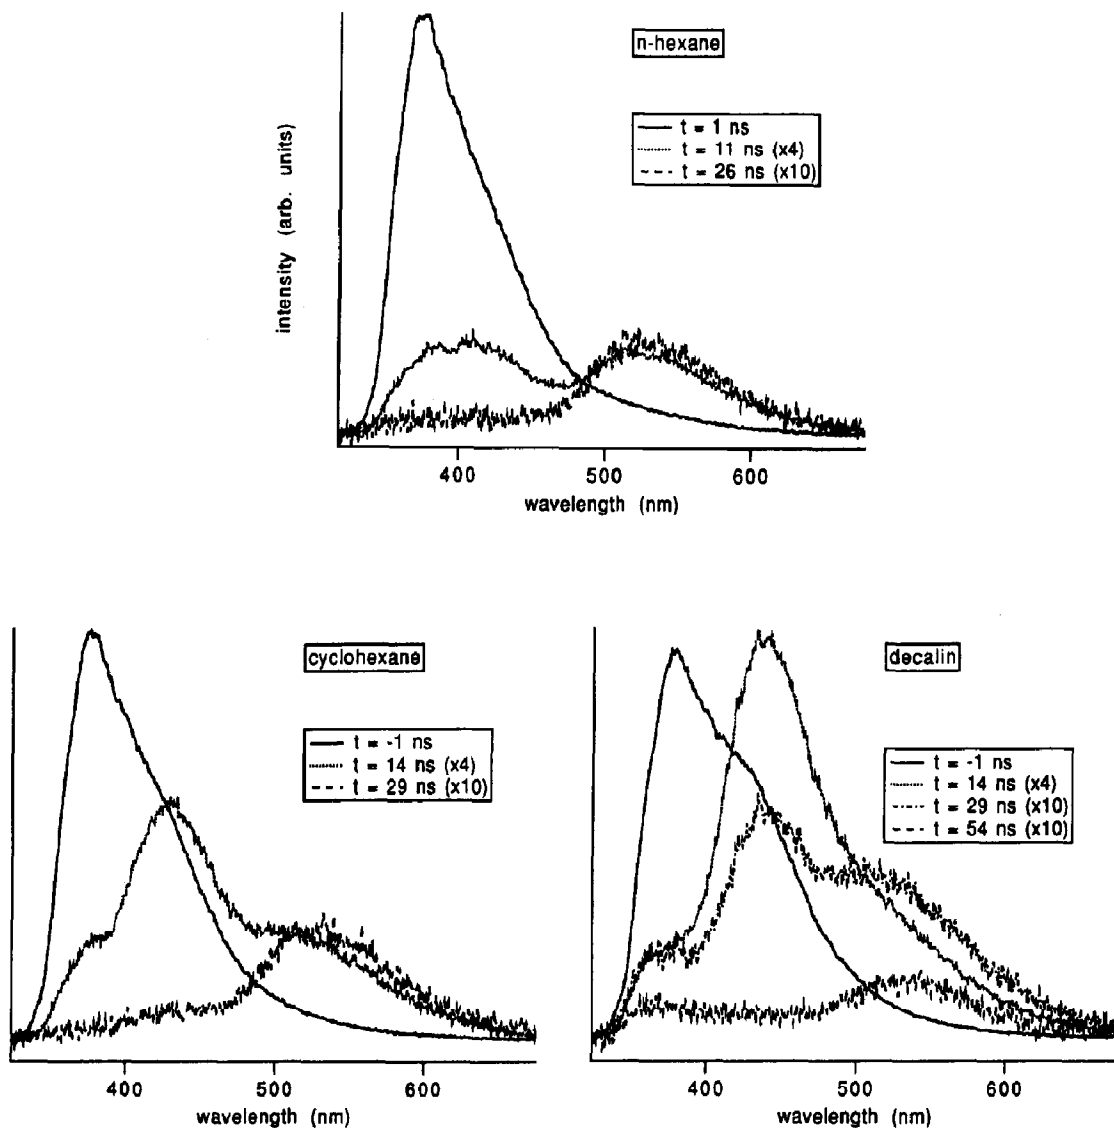 n-hexane
t = 1 ns
t = 11 ns (x4)
t = 26 ns (x10)
intensity (arb. units)
400 500 600
wavelength (nm)
cyclohexane
t = -1 ns
t = 14 ns (x4)
t = 29 ns (x10)
400 500 600
wavelength (nm)
decalin
t = -1 ns
t = 14 ns (x4)
t = 29 ns (x10)
t = 54 ns (x10)
400 500 600
wavelength (nm)